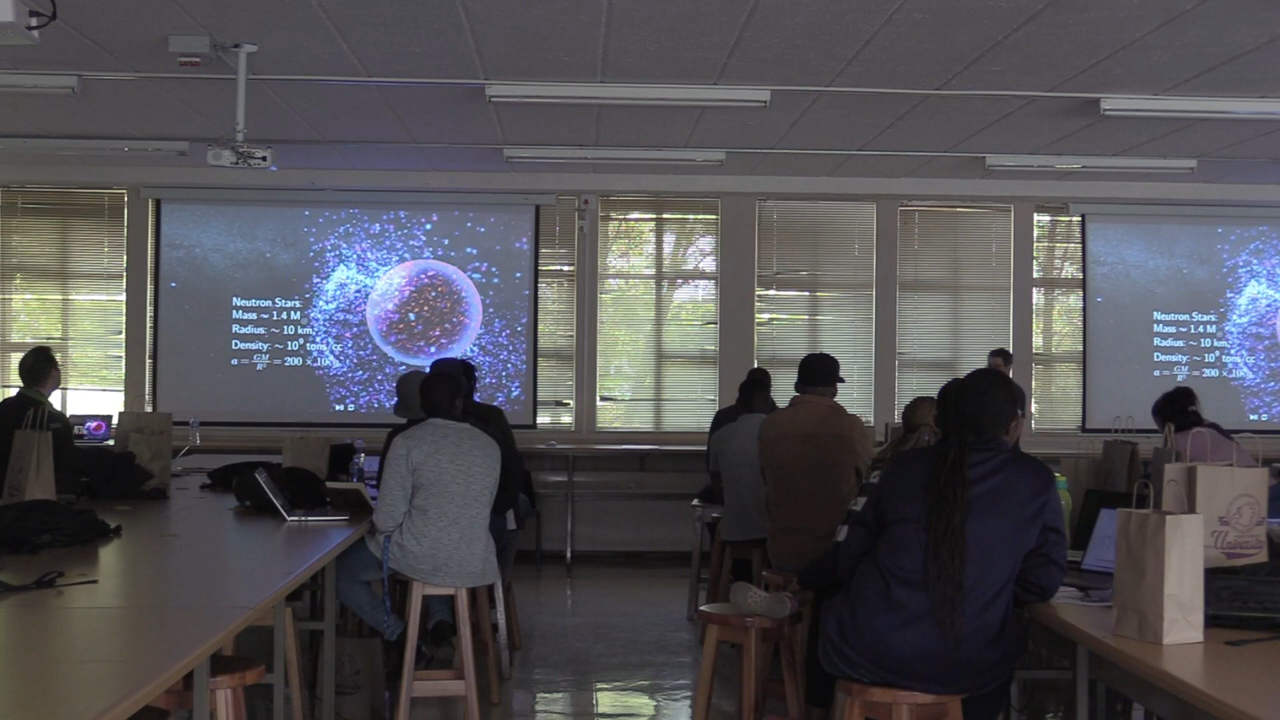 Neutron Stars:
Mass ~ 1.4 M
Radius: ~ 10 km,
Density: ~ 10⁹ tons/cc
Neutron Stars:
Mass ~ 1.4 M
Radius: ~ 10 km,
Density: ~ 10⁹ tons/cc